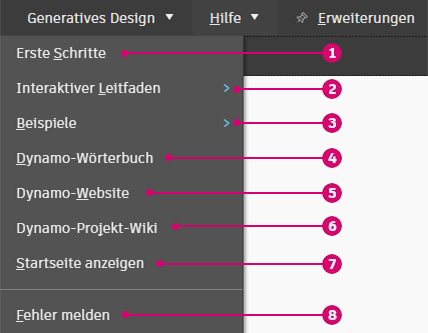 Generatives Design Hilfe Erweiterungen
Erste Schritte 1
Interaktiver Leitfaden 2
Beispiele 3
Dynamo-Wörterbuch 4
Dynamo-Website 5
Dynamo-Projekt-Wiki 6
Startseite anzeigen 7
Fehler melden 8